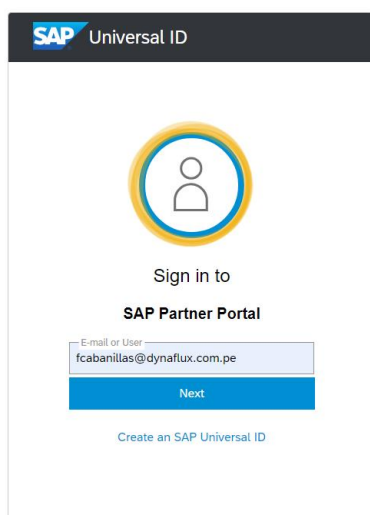 SAP Universal ID
Sign in to
SAP Partner Portal
E-mail or User
fcabanillas@dynaflux.com.pe
Next
Create an SAP Universal ID